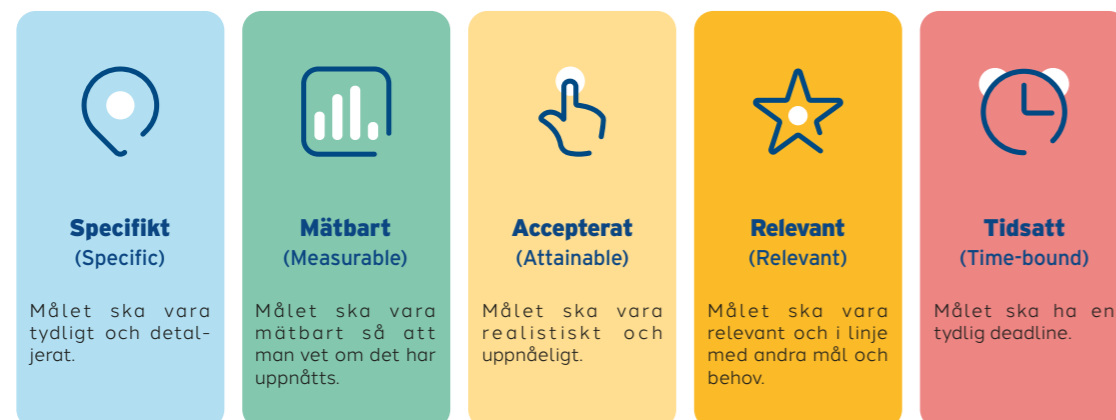 Specifikt
(Specific)
Målet ska vara
tydligt och detal-
jerat.
Mätbart
(Measurable)
Målet ska vara
mätbart så att
man vet om det har
uppnåtts.
Accepterat
(Attainable)
Målet ska vara
realistiskt och
uppnåeligt.
Relevant
(Relevant)
Målet ska vara
relevant och i linje
med andra mål och
behov.
Tidsatt
(Time-bound)
Målet ska ha en
tydlig deadline.